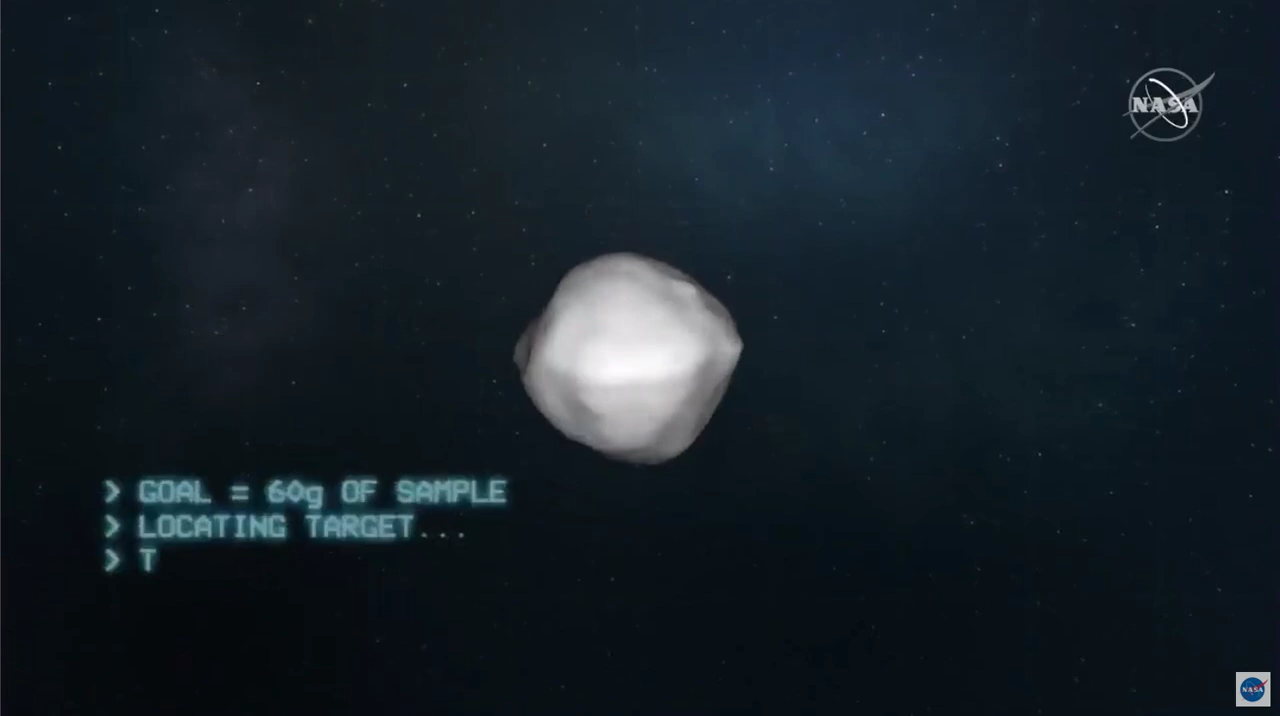 NASA
> GOAL = 60g OF SAMPLE
> LOCATING TARGET...
> T
NASA